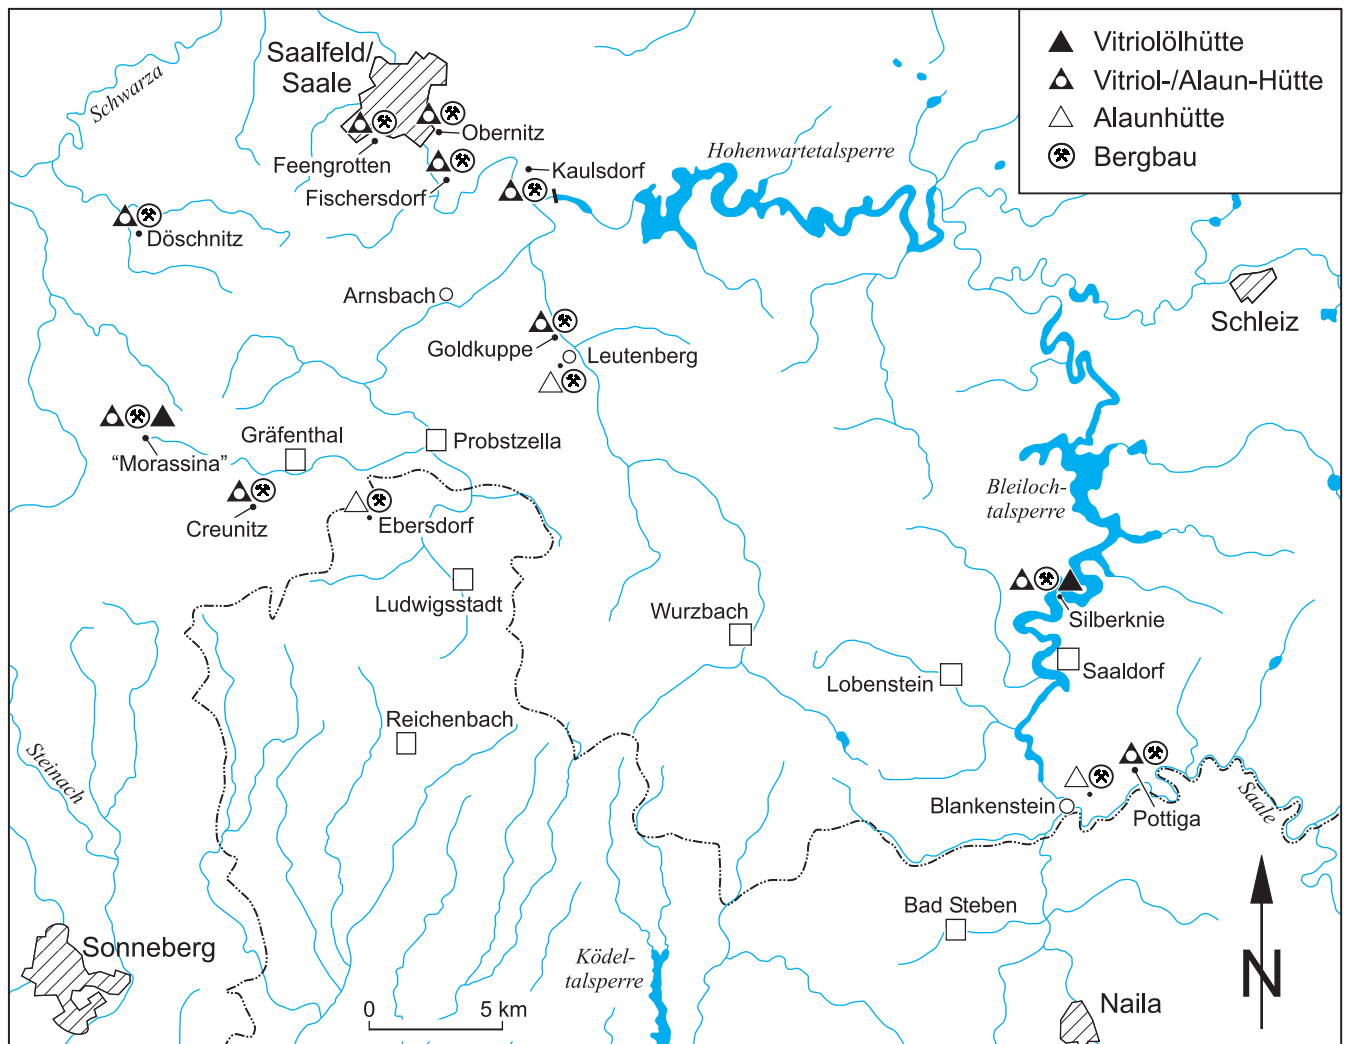 Vitriolölhütte
Vitriol-/Alaun-Hütte
Alaunhütte
Bergbau
Saalfeld/
Saale
Schwarza
Obernitz
Feengrotten
Fischersdorf
Kaulsdorf
Hohenwartetalsperre
Döschnitz
Arnsbach
Schleiz
Goldkuppe
Leutenberg
Gräfenthal
Probstzella
“Morassina”
Creunitz
Ebersdorf
Bleiloch-
talsperre
Ludwigsstadt
Wurzbach
Silberknie
Saaldorf
Lobenstein
Reichenbach
Steinach
Blankenstein
Pottiga
Saale
Bad Steben
Sonneberg
Ködel-
talsperre
0 5 km
Naila
N